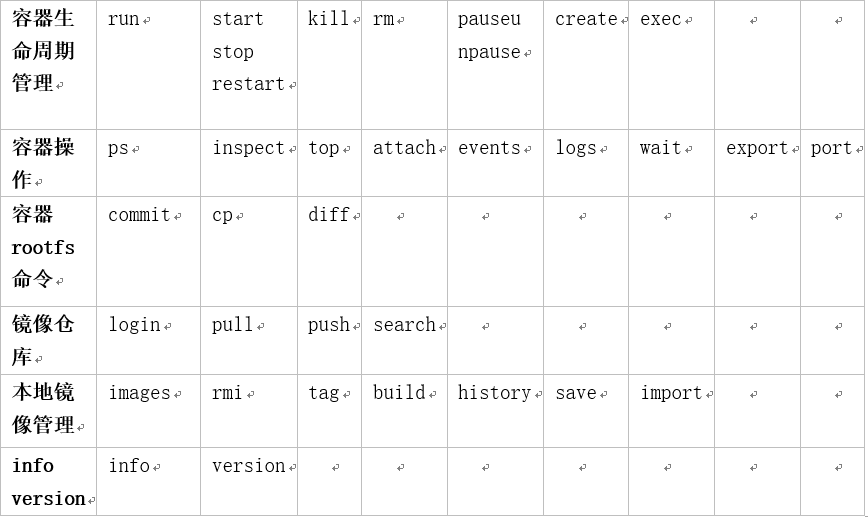 容器生 run start kill rm pauseu create exec
命周期 stop npause
管理 restart
容器操 ps inspect top attach events logs wait export port
作
容器 commit cp diff
rootfs
命令
镜像仓 login pull push search
库
本地镜 images rmi tag build history save import
像管理
info info version
version